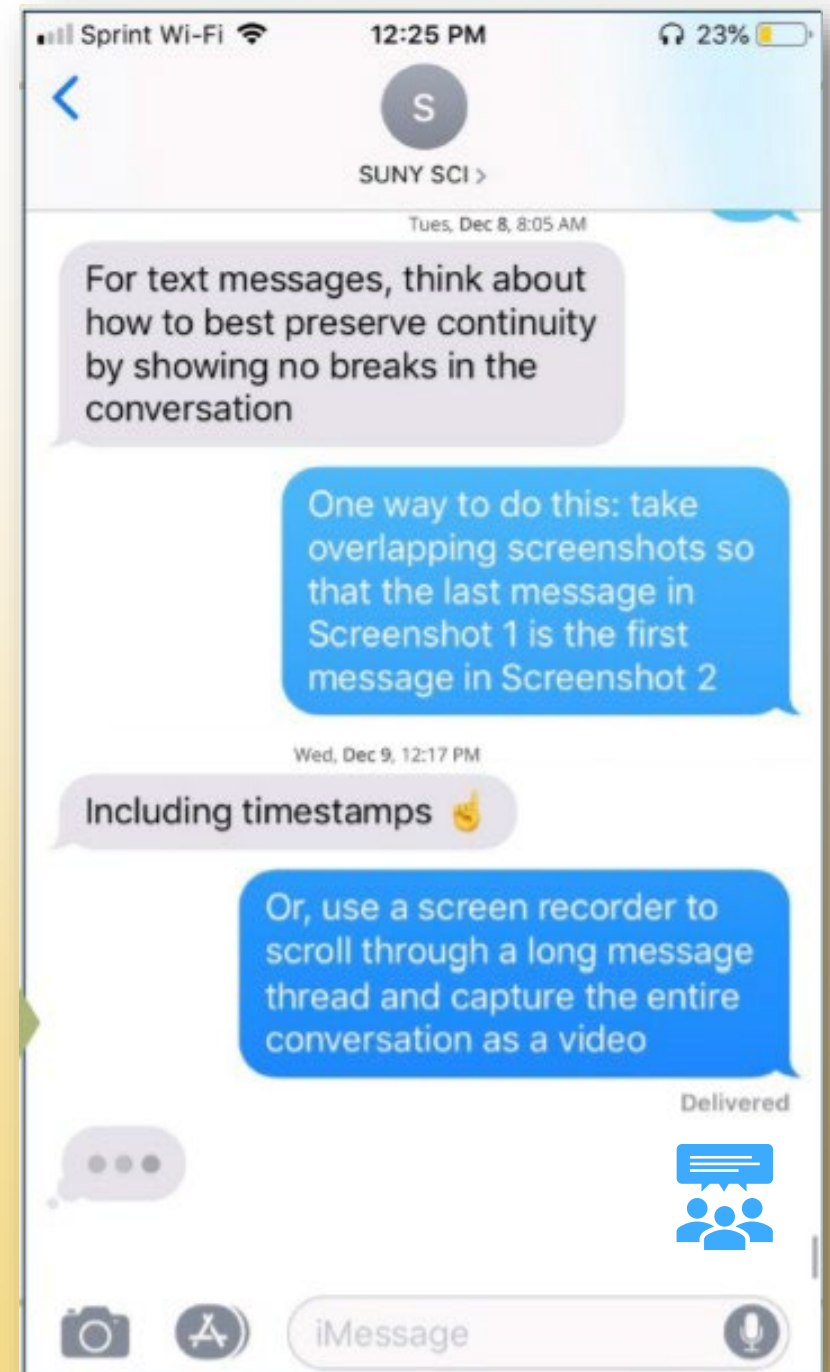 Sprint Wi-Fi 12:25 PM 23%
S
SUNY SCI >
Tues, Dec 8, 8:05 AM
For text messages, think about
how to best preserve continuity
by showing no breaks in the
conversation
One way to do this: take
overlapping screenshots so
that the last message in
Screenshot 1 is the first
message in Screenshot 2
Wed, Dec 9, 12:17 PM
Including timestamps ☝️
Or, use a screen recorder to
scroll through a long message
thread and capture the entire
conversation as a video
Delivered
iMessage